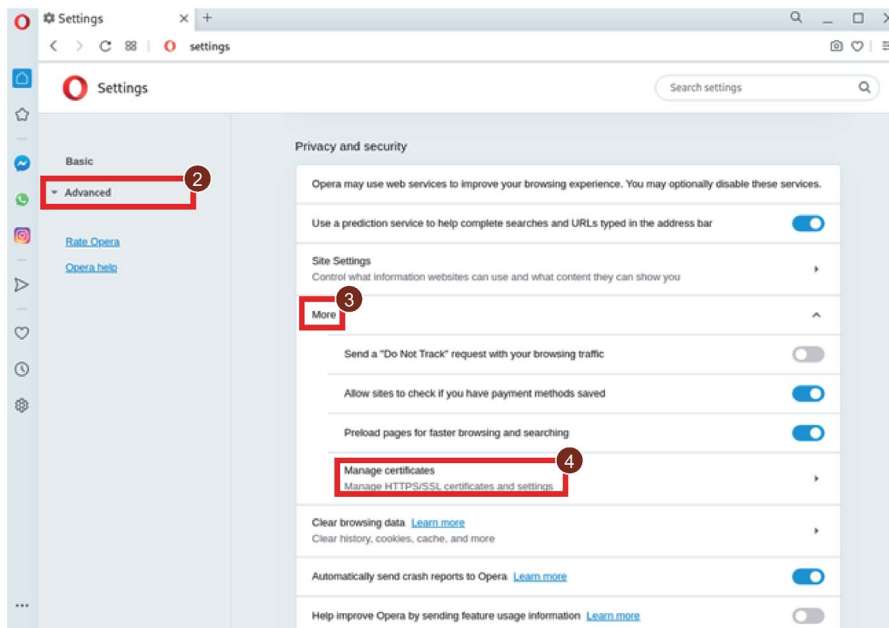 Settings
settings
Settings
Search settings
Basic
2
Advanced
Rate Opera
Opera help
Privacy and security
Opera may use web services to improve your browsing experience. You may optionally disable these services.
Use a prediction service to help complete searches and URLs typed in the address bar
Site Settings
Control what information websites can use and what content they can show you
3
More
Send a "Do Not Track" request with your browsing traffic
Allow sites to check if you have payment methods saved
Preload pages for faster browsing and searching
4
Manage certificates
Manage HTTPS/SSL certificates and settings
Clear browsing data Learn more
Clear history, cookies, cache, and more
Automatically send crash reports to Opera Learn more
Help improve Opera by sending feature usage information Learn more